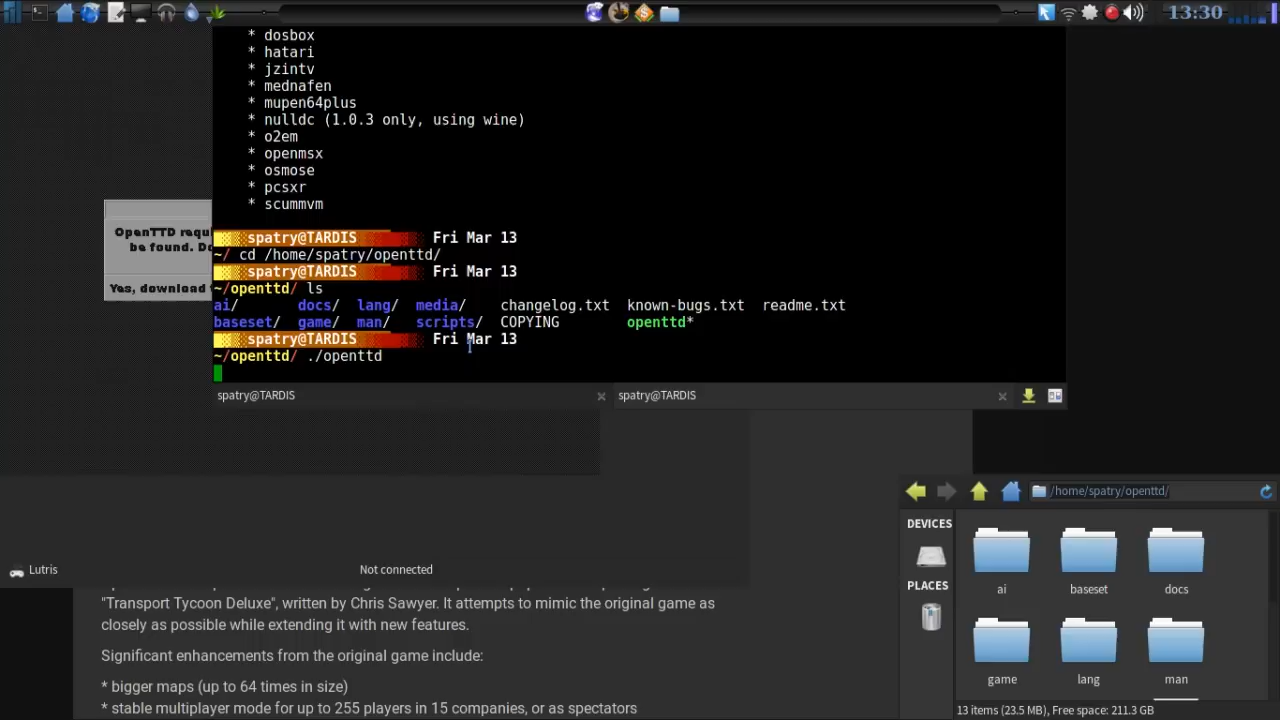 13:30
* dosbox
* hatari
* jzintv
* mednafen
* mupen64plus
* nulldc (1.0.3 only, using wine)
* o2em
* openmsx
* osmose
* pcsxr
* scummvm
spatry@TARDIS Fri Mar 13
~/ cd /home/spatry/openttd/
spatry@TARDIS Fri Mar 13
~/openttd/ ls
ai/ docs/ lang/ media/ changelog.txt known-bugs.txt readme.txt
baseset/ game/ man/ scripts/ COPYING openttd*
spatry@TARDIS Fri Mar 13
~/openttd/ ./openttd
spatry@TARDIS spatry@TARDIS
OpenTTD
be found.
Yes, download
Lutris Not connected
"Transport Tycoon Deluxe", written by Chris Sawyer. It attempts to mimic the original game as
closely as possible while extending it with new features.
Significant enhancements from the original game include:
* bigger maps (up to 64 times in size)
* stable multiplayer mode for up to 255 players in 15 companies, or as spectators
/home/spatry/openttd/
DEVICES
PLACES
ai baseset docs
game lang man
13 items (23.5 MB), Free space: 211.3 GB